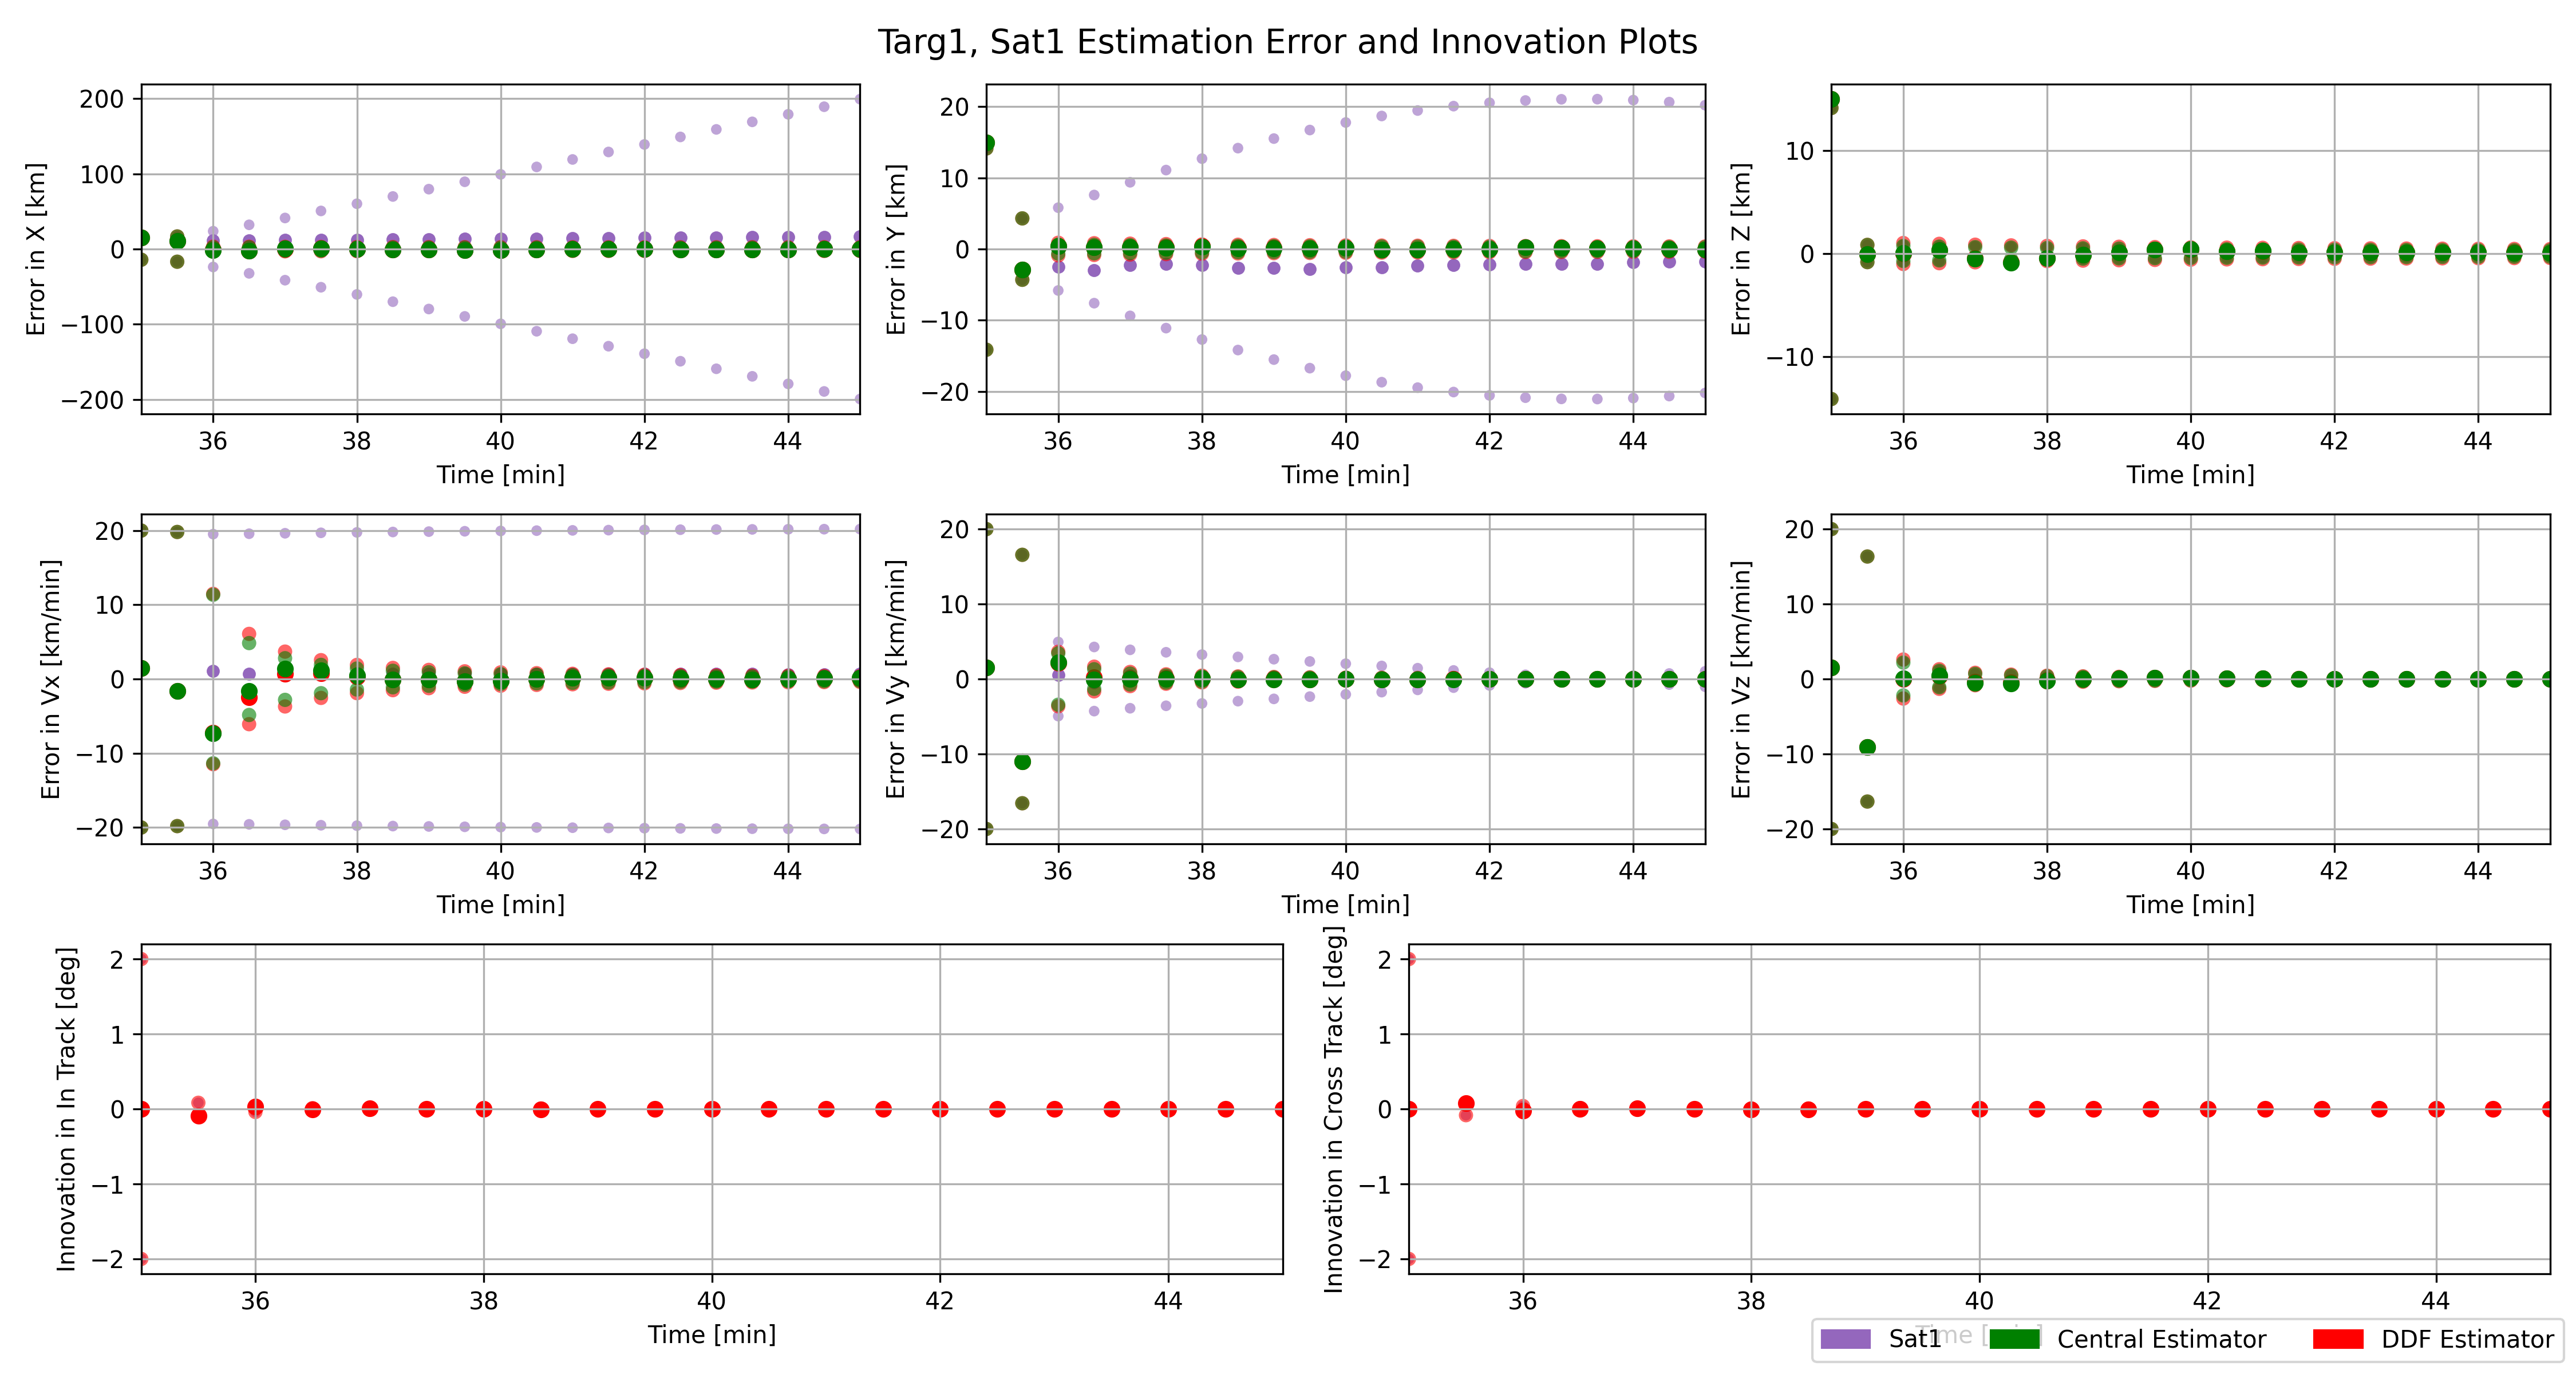 Targ1, Sat1 Estimation Error and Innovation Plots
Error in X [km]
200
100
0
−100
−200
36 38 40 42 44
Time [min]
Error in Y [km]
20
10
0
−10
−20
36 38 40 42 44
Time [min]
Error in Z [km]
10
0
−10
36 38 40 42 44
Time [min]
Error in Vx [km/min]
20
10
0
−10
−20
36 38 40 42 44
Time [min]
Error in Vy [km/min]
20
10
0
−10
−20
36 38 40 42 44
Time [min]
Error in Vz [km/min]
20
10
0
−10
−20
36 38 40 42 44
Time [min]
Innovation in In Track [deg]
2
1
0
−1
−2
36 38 40 42 44
Time [min]
Innovation in Cross Track [deg]
2
1
0
−1
−2
36 38 40 42 44
Time [min]
Sat1 Central Estimator DDF Estimator